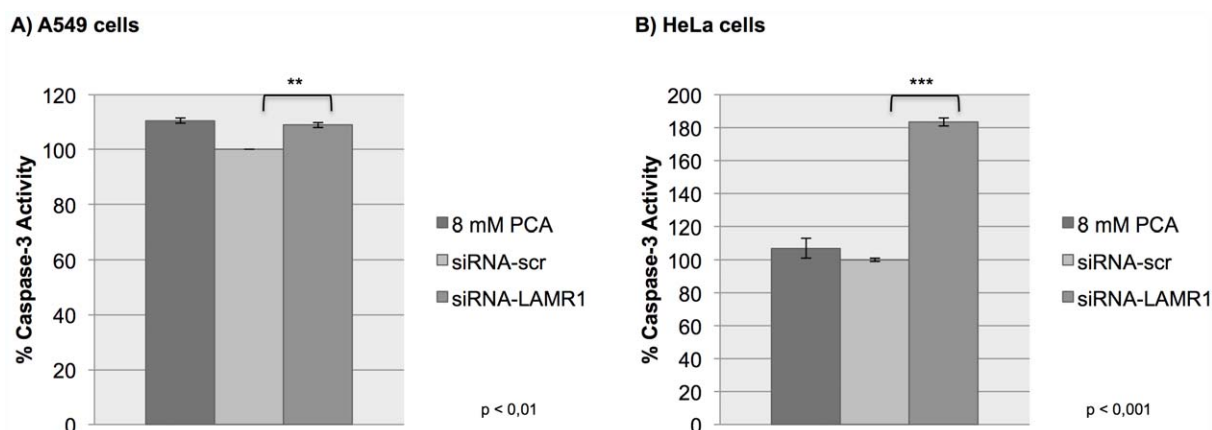 A) A549 cells
**
% Caspase-3 Activity
120
100
80
60
40
20
0
8 mM PCA
siRNA-scr
siRNA-LAMR1
p < 0,01
B) HeLa cells
***
% Caspase-3 Activity
200
180
160
140
120
100
80
60
40
20
0
8 mM PCA
siRNA-scr
siRNA-LAMR1
p < 0,001